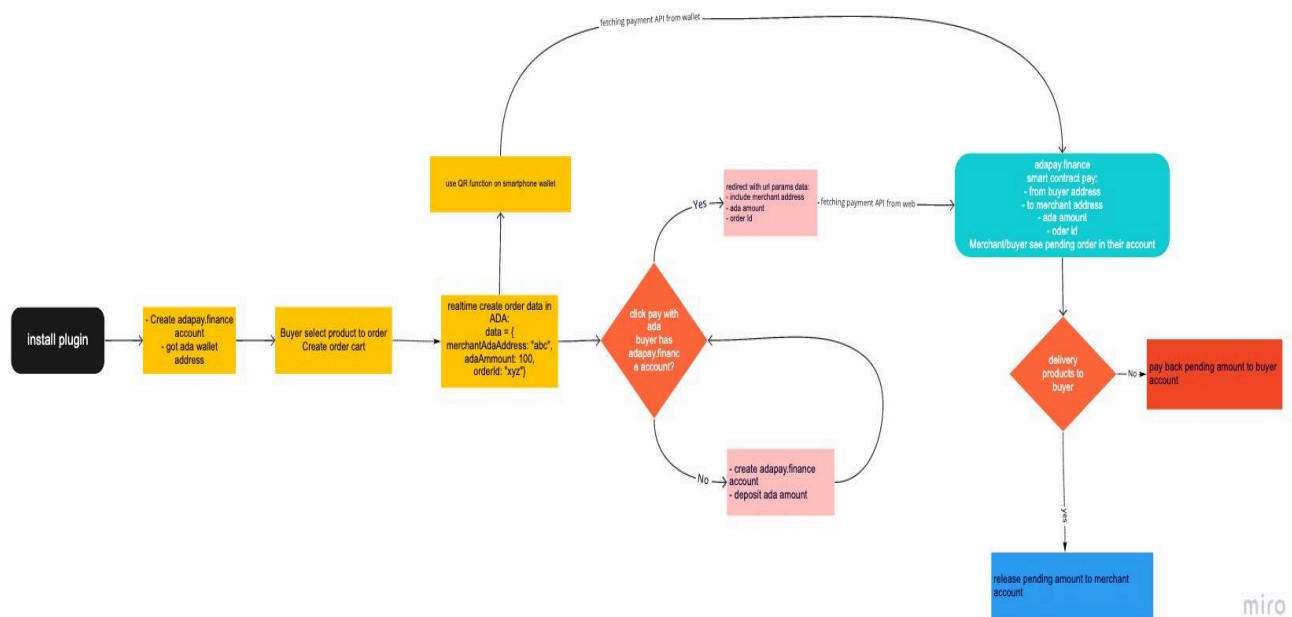 fetching payment API from wallet
use QR function on smartphone wallet
redirect with url params data:
- include merchant address
- ada amount
- order Id
Yes
fetching payment API from web
adapay.finance
smart contract pay:
- from buyer address
- to merchant address
- ada amount
- oder id
Merchant/buyer see pending order in their account
install plugin
- Create adapay.finance
account
- got ada wallet
address
Buyer select product to order
Create order cart
realtime create order data in
ADA:
data = {
merchantAdaAddress: "abc",
adaAmmount: 100,
orderId: "xyz"}
click pay with
ada
buyer has
adapay.financ
e account?
No
- create adapay.finance
account
- deposit ada amount
delivery
products to
buyer
No
pay back pending amount to buyer
account
yes
release pending amount to merchant
account
miro